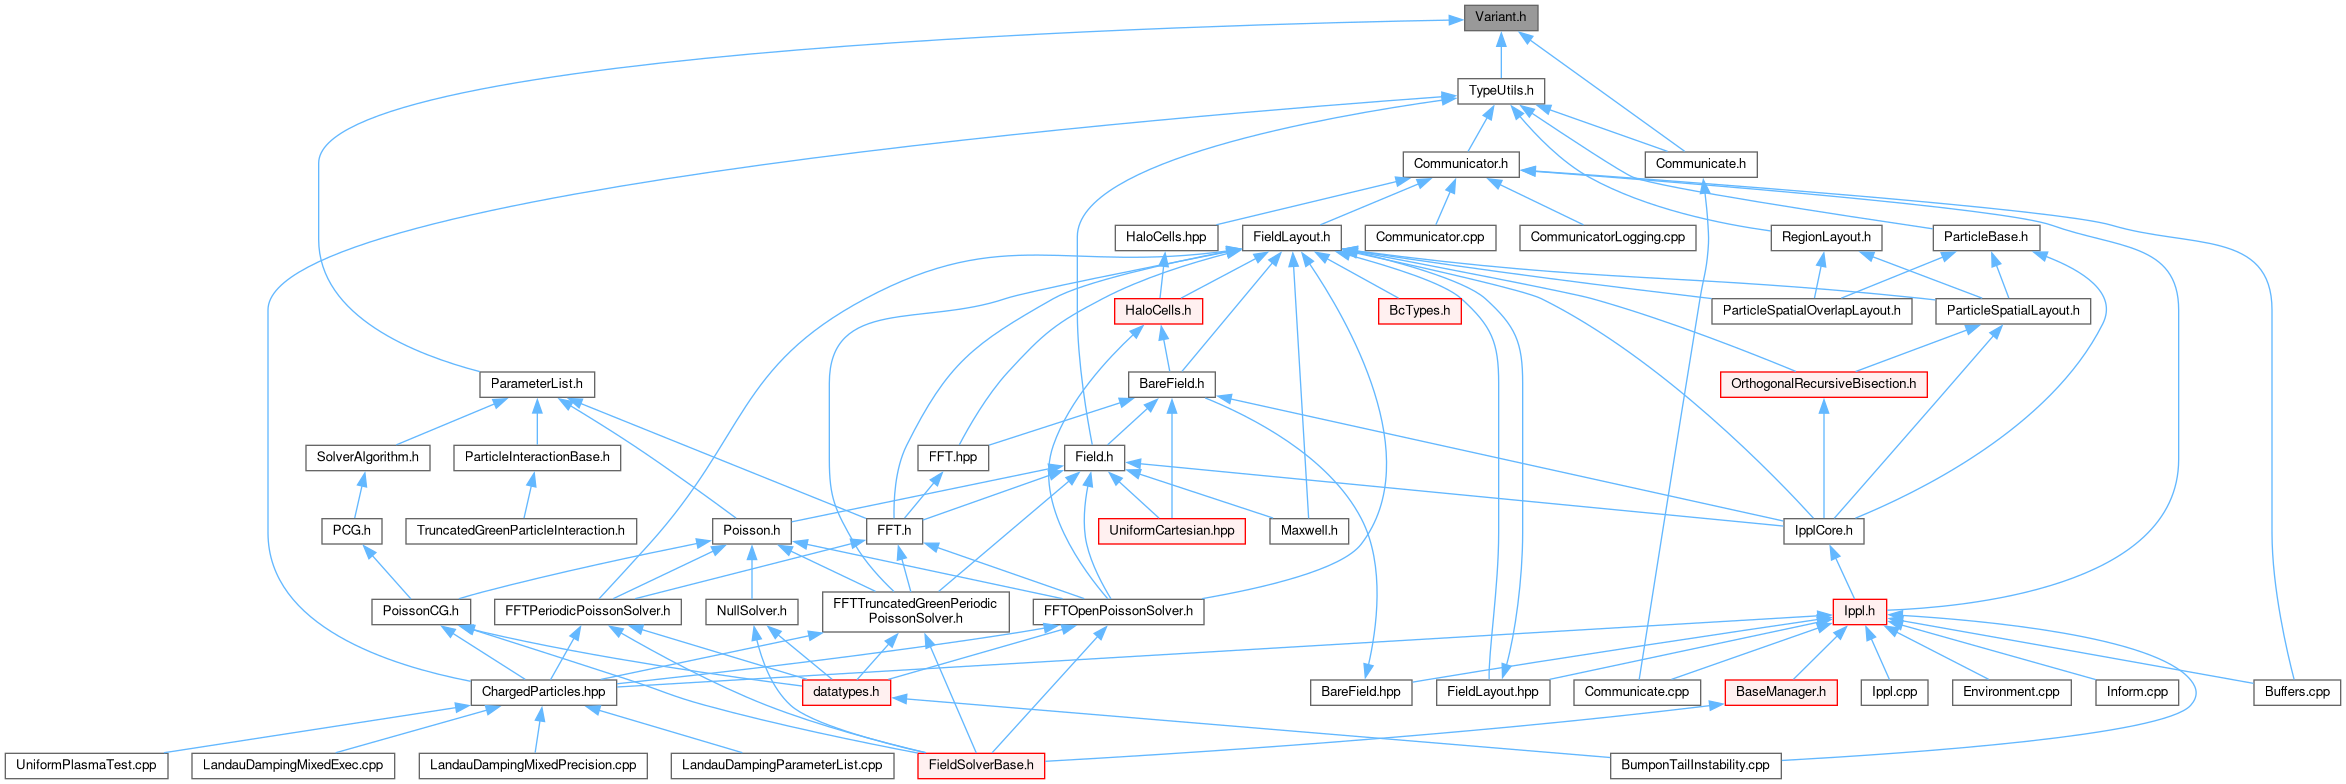 Variant.h
TypeUtils.h
Communicator.h
Communicate.h
HaloCells.hpp
FieldLayout.h
Communicator.cpp
CommunicatorLogging.cpp
RegionLayout.h
ParticleBase.h
HaloCells.h
BcTypes.h
ParticleSpatialOverlapLayout.h
ParticleSpatialLayout.h
ParameterList.h
BareField.h
OrthogonalRecursiveBisection.h
SolverAlgorithm.h
ParticleInteractionBase.h
FFT.hpp
Field.h
PCG.h
TruncatedGreenParticleInteraction.h
Poisson.h
FFT.h
UniformCartesian.hpp
Maxwell.h
IpplCore.h
PoissonCG.h
FFTPeriodicPoissonSolver.h
NullSolver.h
FFTTruncatedGreenPeriodic
PoissonSolver.h
FFTOpenPoissonSolver.h
Ippl.h
ChargedParticles.hpp
datatypes.h
BareField.hpp
FieldLayout.hpp
Communicate.cpp
BaseManager.h
Ippl.cpp
Environment.cpp
Inform.cpp
Buffers.cpp
UniformPlasmaTest.cpp
LandauDampingMixedExec.cpp
LandauDampingMixedPrecision.cpp
LandauDampingParameterList.cpp
FieldSolverBase.h
BumponTailInstability.cpp